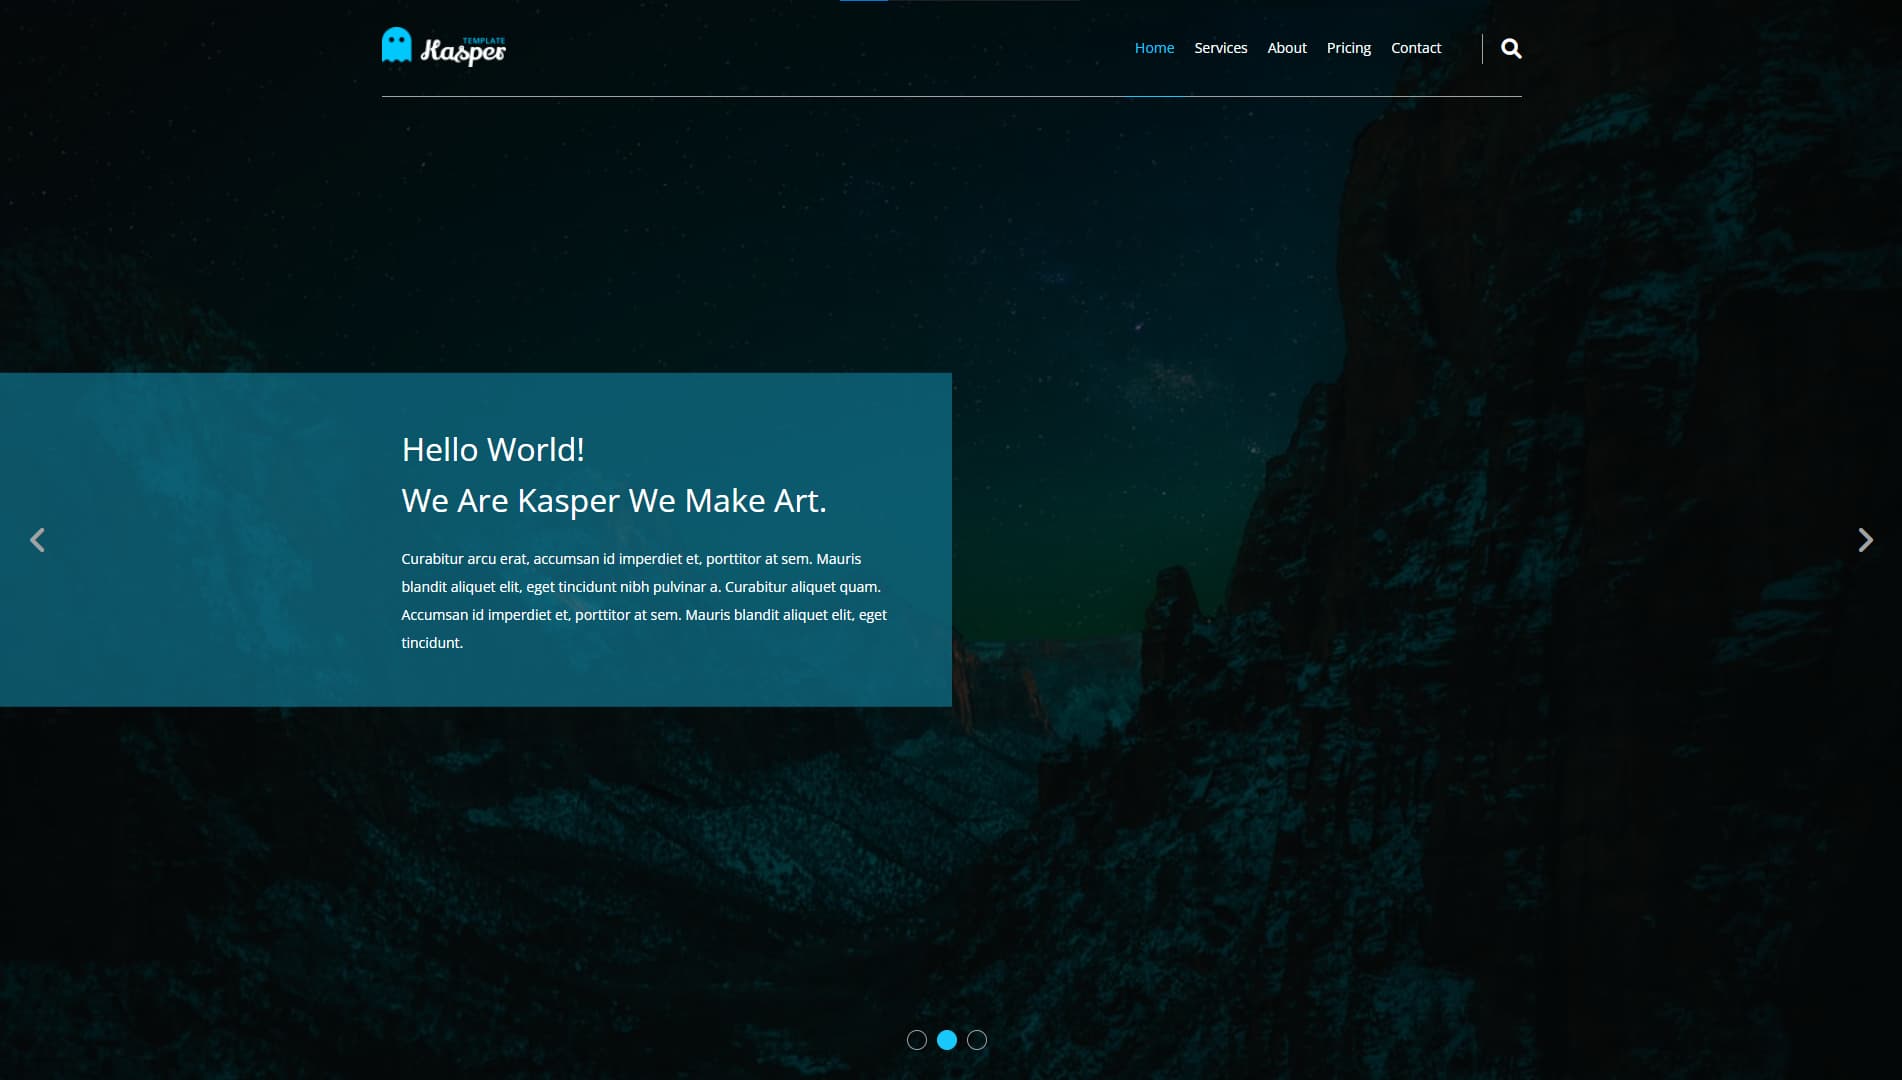 TEMPLATE
Kasper
Home Services About Pricing Contact
Hello World!
We Are Kasper We Make Art.
Curabitur arcu erat, accumsan id imperdiet et, porttitor at sem. Mauris
blandit aliquet elit, eget tincidunt nibh pulvinar a. Curabitur aliquet quam.
Accumsan id imperdiet et, porttitor at sem. Mauris blandit aliquet elit, eget
tincidunt.